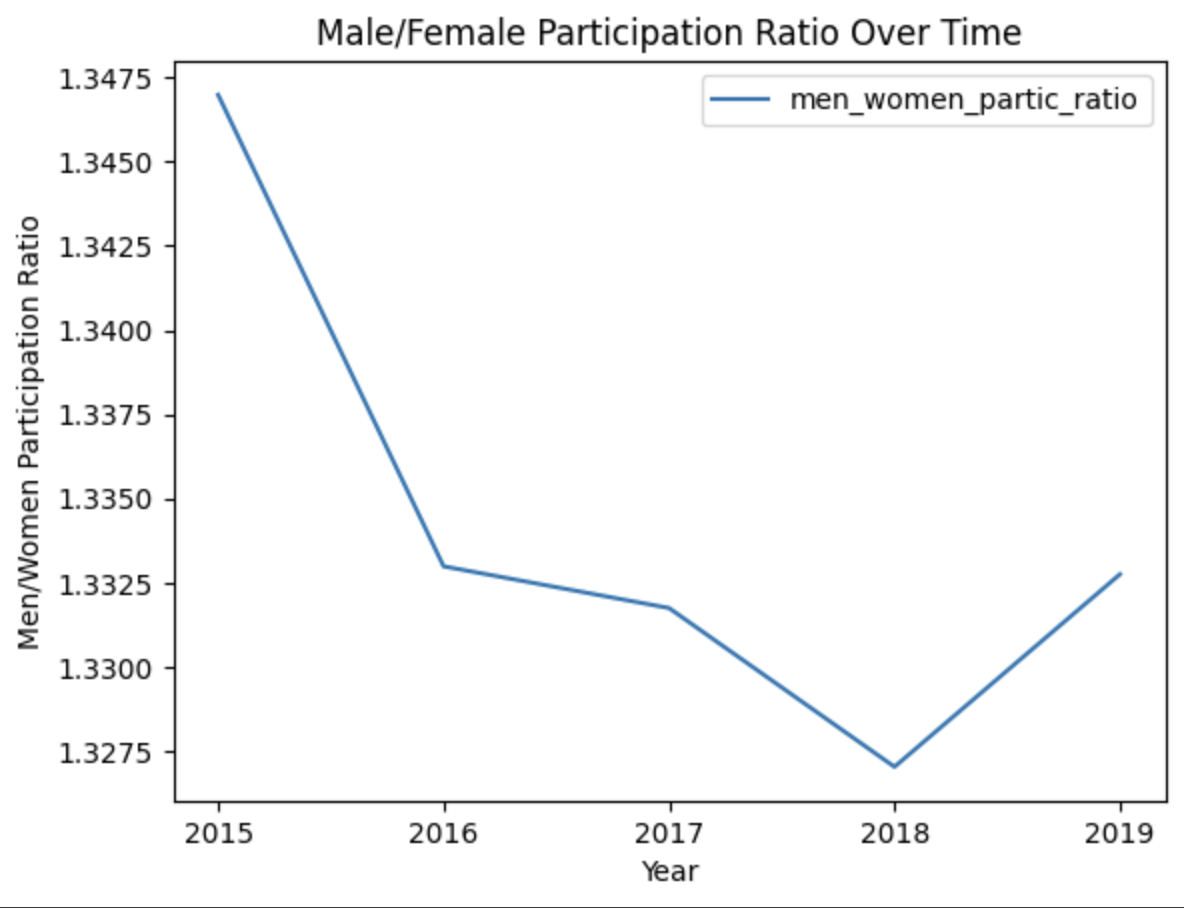 Male/Female Participation Ratio Over Time
men_women_partic_ratio
Men/Women Participation Ratio
1.3475
1.3450
1.3425
1.3400
1.3375
1.3350
1.3325
1.3300
1.3275
2015 2016 2017 2018 2019
Year